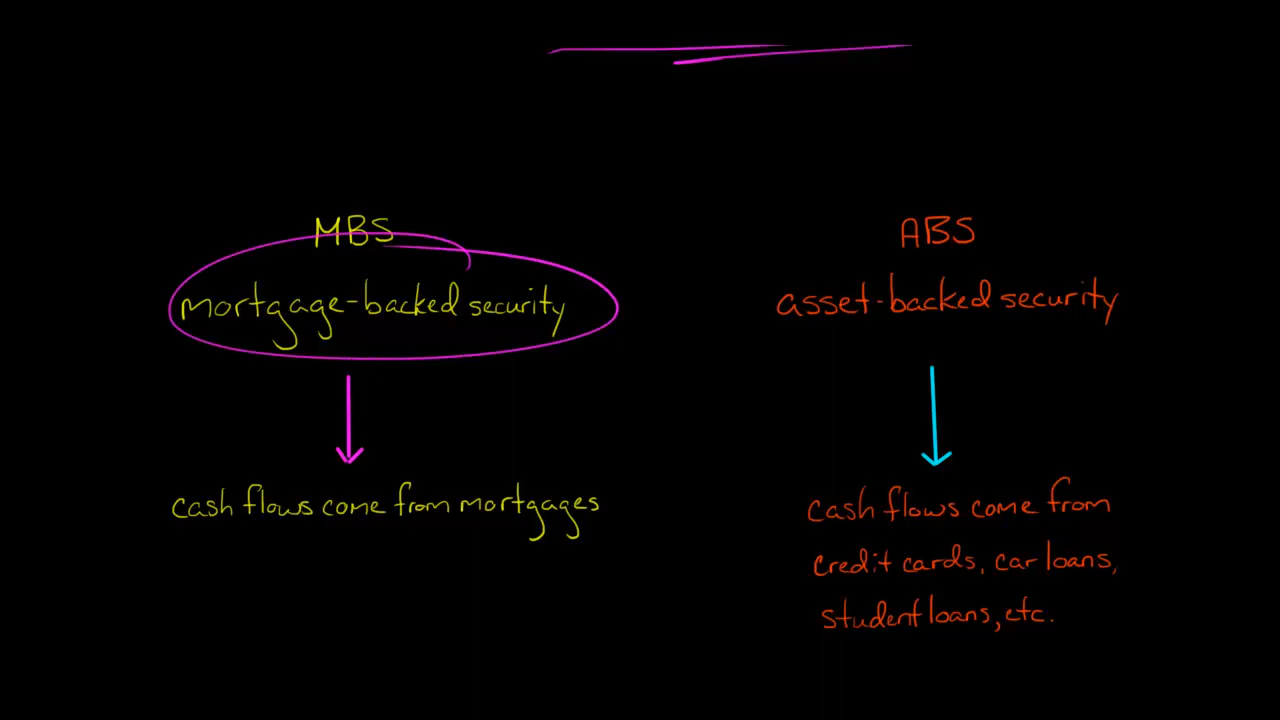 MBS
mortgage-backed security
cash flows come from mortgages
ABS
asset-backed security
cash flows come from
credit cards, car loans,
student loans, etc.